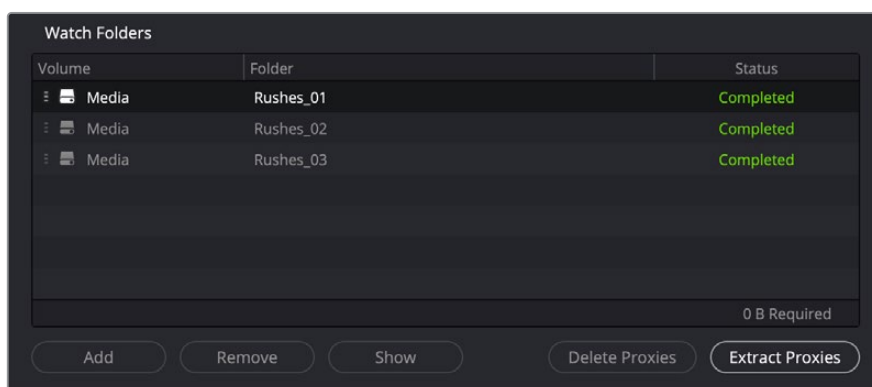 Watch Folders
Volume Folder Status
Media Rushes_01 Completed
Media Rushes_02 Completed
Media Rushes_03 Completed
0 B Required
Add Remove Show Delete Proxies Extract Proxies